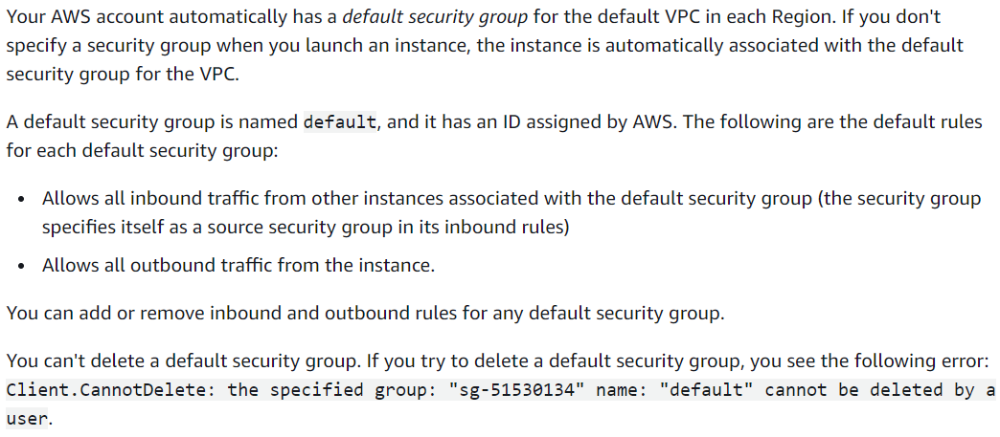 Your AWS account automatically has a default security group for the default VPC in each Region. If you don't
specify a security group when you launch an instance, the instance is automatically associated with the default
security group for the VPC.
A default security group is named default, and it has an ID assigned by AWS. The following are the default rules
for each default security group:
• Allows all inbound traffic from other instances associated with the default security group (the security group
specifies itself as a source security group in its inbound rules)
• Allows all outbound traffic from the instance.
You can add or remove inbound and outbound rules for any default security group.
You can't delete a default security group. If you try to delete a default security group, you see the following error:
Client.CannotDelete: the specified group: "sg-51530134" name: "default" cannot be deleted by a
user.